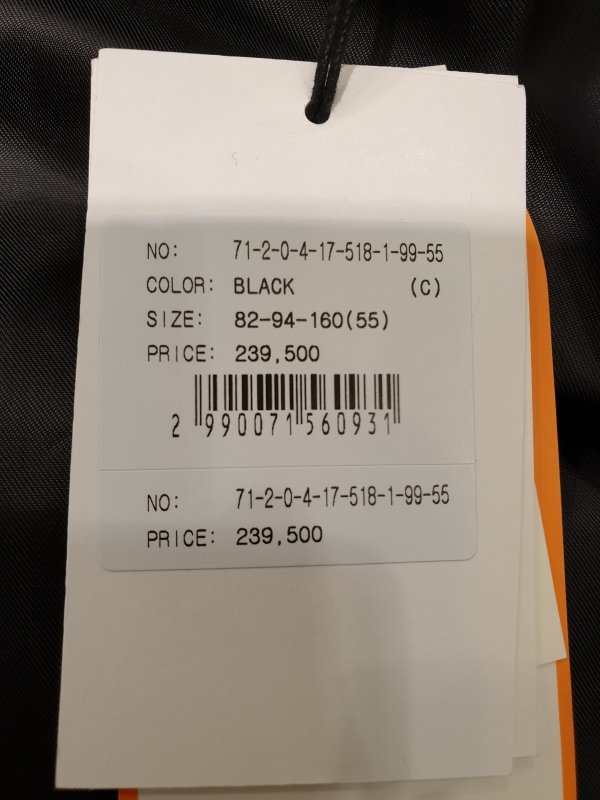 NO: 71-2-0-4-17-518-1-99-55
COLOR: BLACK (C)
SIZE: 82-94-160(55)
PRICE: 239,500
2 990071 560931
NO: 71-2-0-4-17-518-1-99-55
PRICE: 239,500